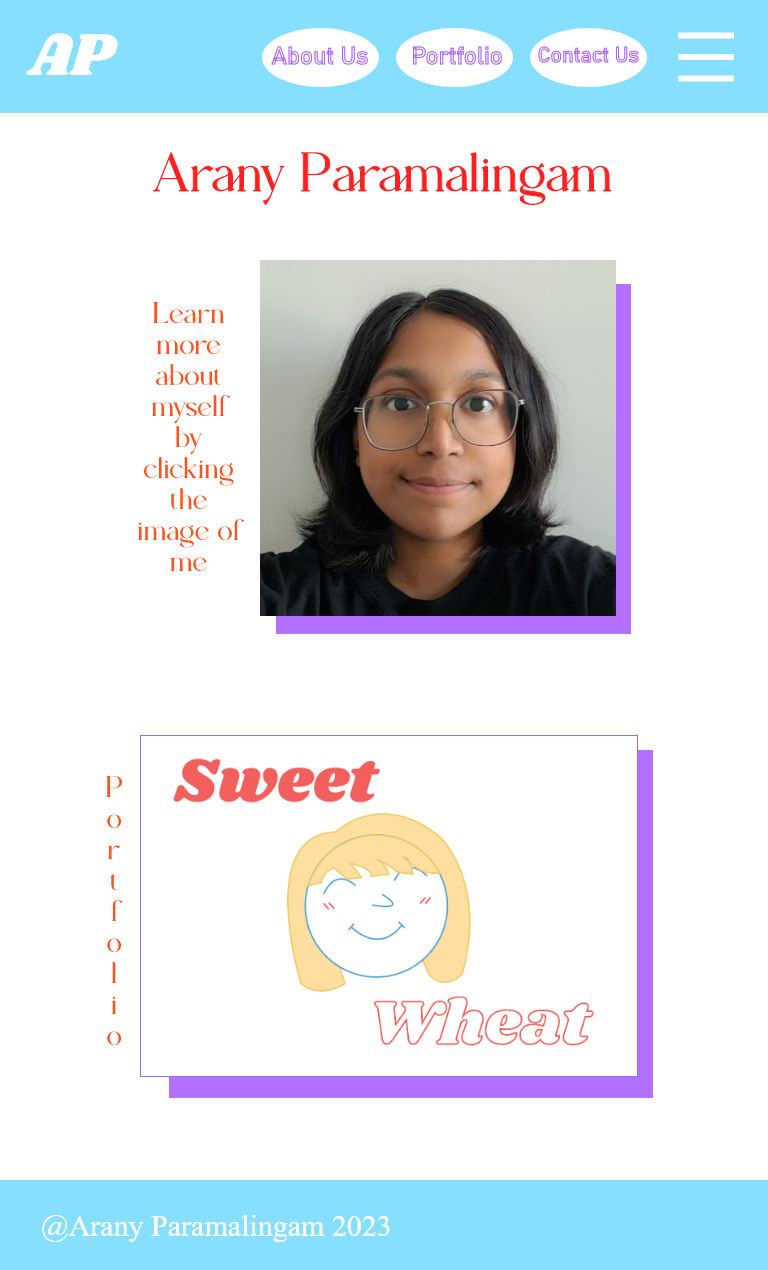 AP
About Us
Portfolio
Contact Us
Arany Paramalingam
Learn
more
about
myself
by
clicking
the
image of
me
Sweet
P
o
r
t
f
o
l
i
o
Wheat
@Arany Paramalingam 2023